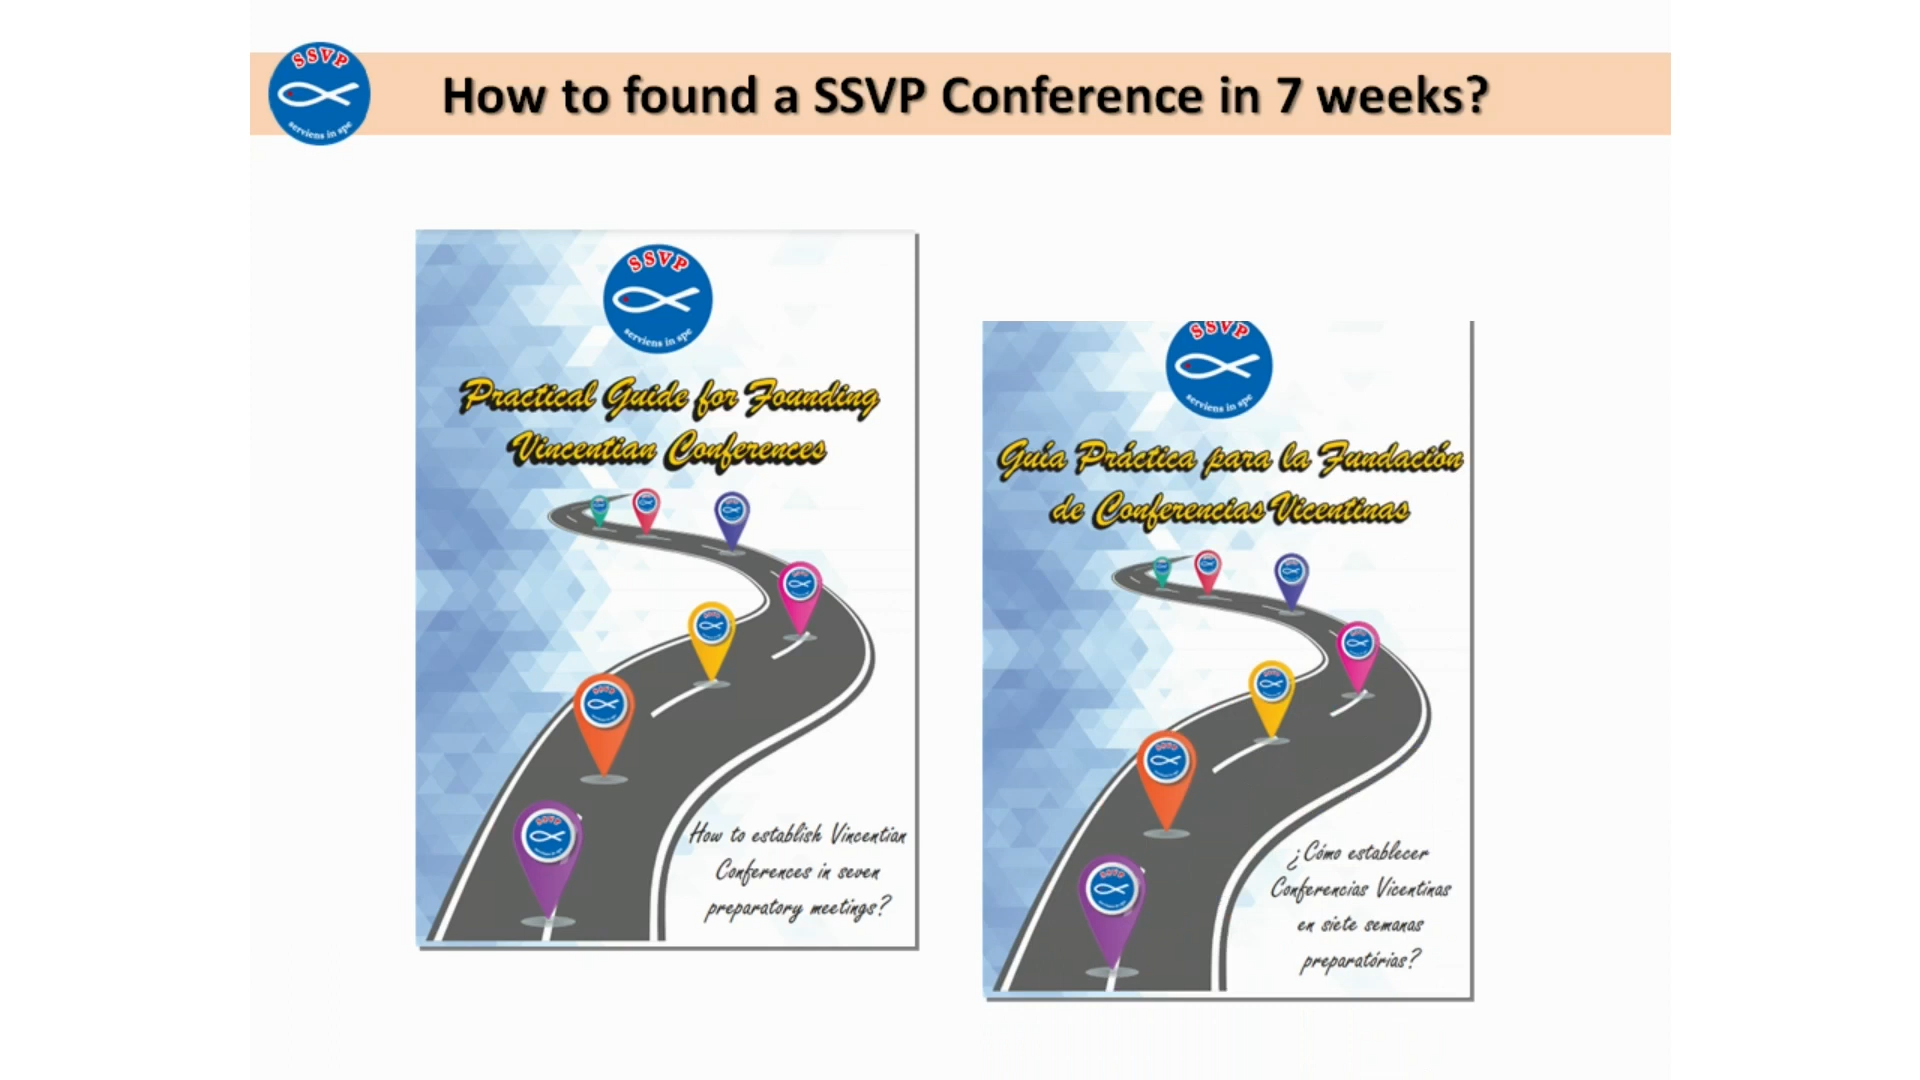 SSVP
serviens in spe
How to found a SSVP Conference in 7 weeks?
SSVP
serviens in spe
Practical Guide for Founding
Vincentian Conferences
How to establish Vincentian
Conferences in seven
preparatory meetings?
SSVP
serviens in spe
Guía Práctica para la Fundación
de Conferencias Vicentinas
¿Cómo establecer
Conferencias Vicentinas
en siete semanas
preparatórias?